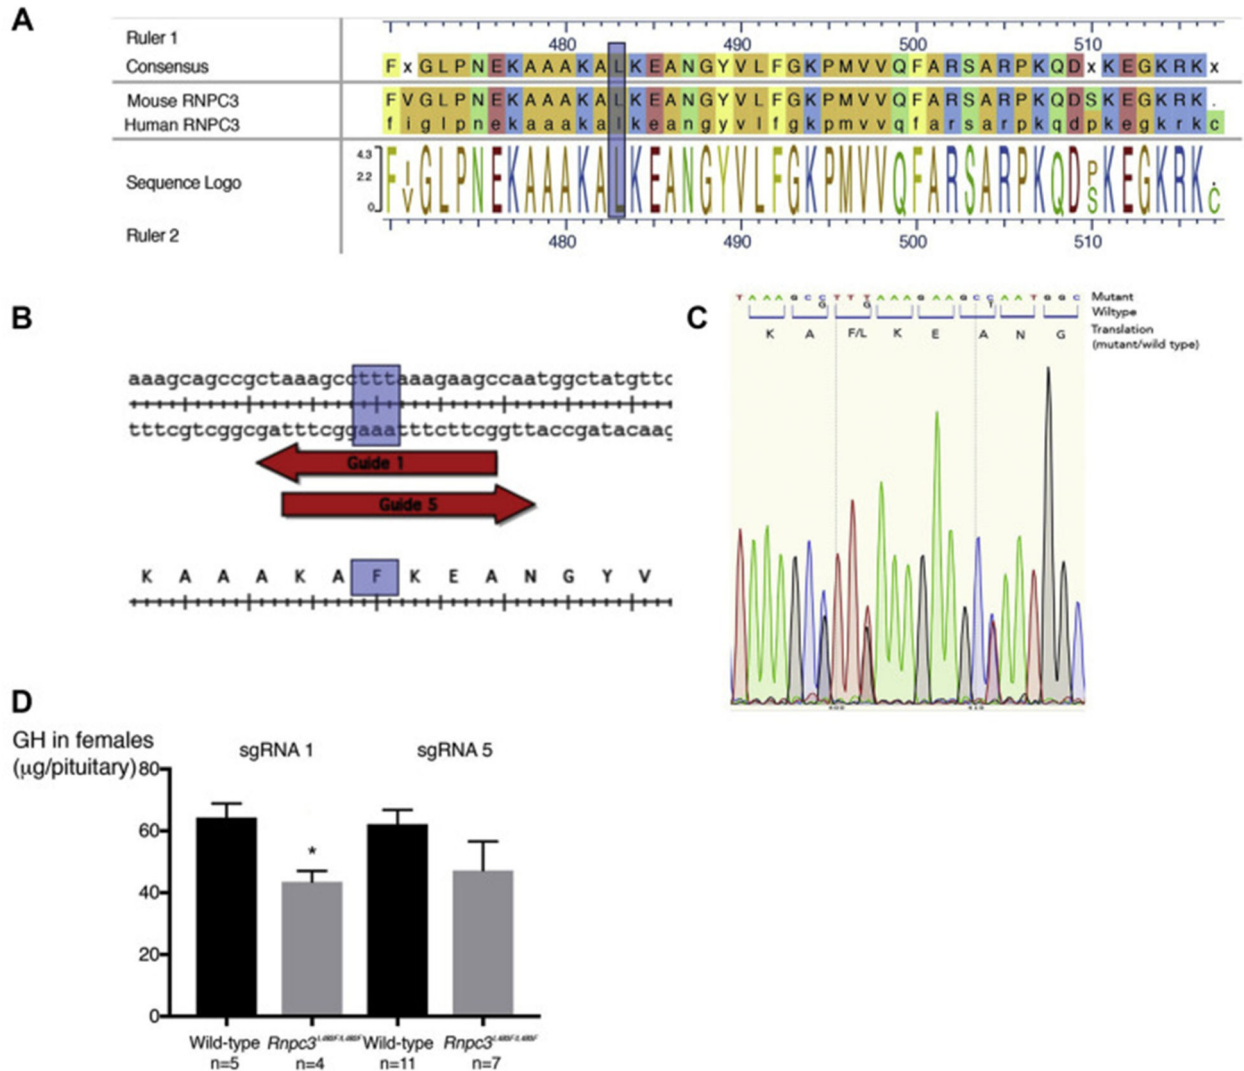 A
Ruler 1
480 490 500 510
Consensus
F x G L P N E K A A A K A L K E A N G Y V L F G K P M V V Q F A R S A R P K Q D x K E G K R K x
Mouse RNPC3
F V G L P N E K A A A K A L K E A N G Y V L F G K P M V V Q F A R S A R P K Q D S K E G K R K .
Human RNPC3
f i g l p n e k a a a k a l k e a n g y v l f g k p m v v q f a r s a r p k q d p k e g k r k c
Sequence Logo
4.3
2.2
0
Ruler 2
480 490 500 510
B
aaagcagccgctaaagcctttaaagaagccaatggctatgttc
tttcgtcggcgatttcggaaatttcttcggttaccgatacaag
Guide 1
Guide 5
K A A A K A F K E A N G Y V
C
T A A A G C C T T T A A A G A A G C C A A T G G C Mutant
G G T Wiltype
K A F/L K E A N G Translation
(mutant/wild type)
D
GH in females
(µg/pituitary)
sgRNA 1 sgRNA 5
80
60
40
20
0
*
Wild-type Rnpc3 Wild-type Rnpc3
n=5 n=4 n=11 n=7